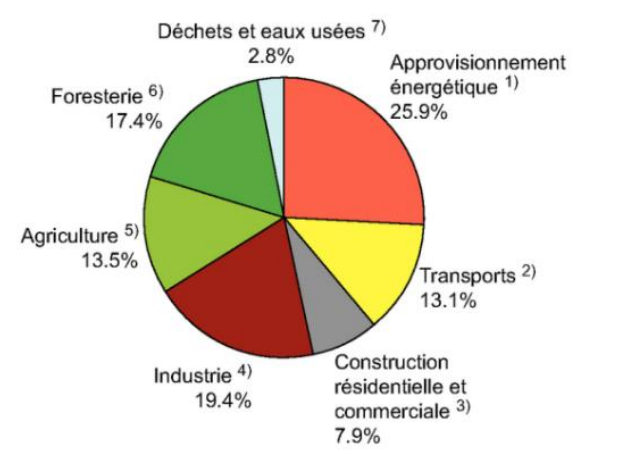 Déchets et eaux usées 7)
2.8%
Approvisionnement
énergétique 1)
25.9%
Foresterie 6)
17.4%
Agriculture 5)
13.5%
Transports 2)
13.1%
Industrie 4)
19.4%
Construction
résidentielle et
commerciale 3)
7.9%